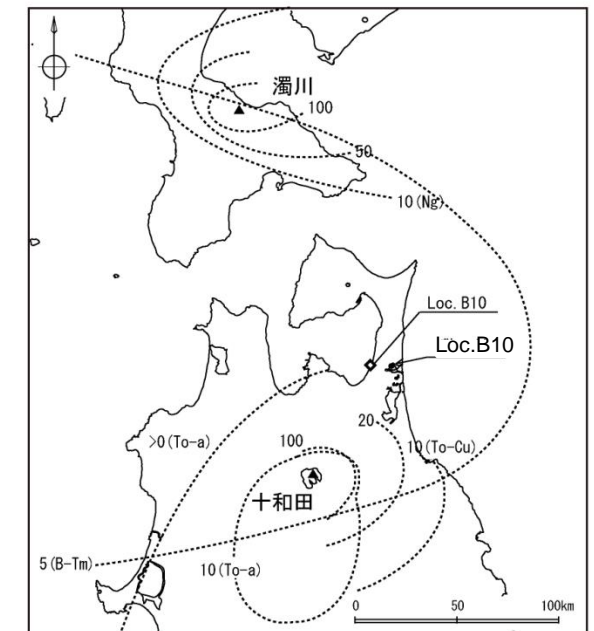 濁川
100
50
10(Ng)
Loc. B10
Loc.B10
20
>0(To-a)
100
10(To-Cu)
十和田
5(B-Tm)
10(To-a)
0 50 100km